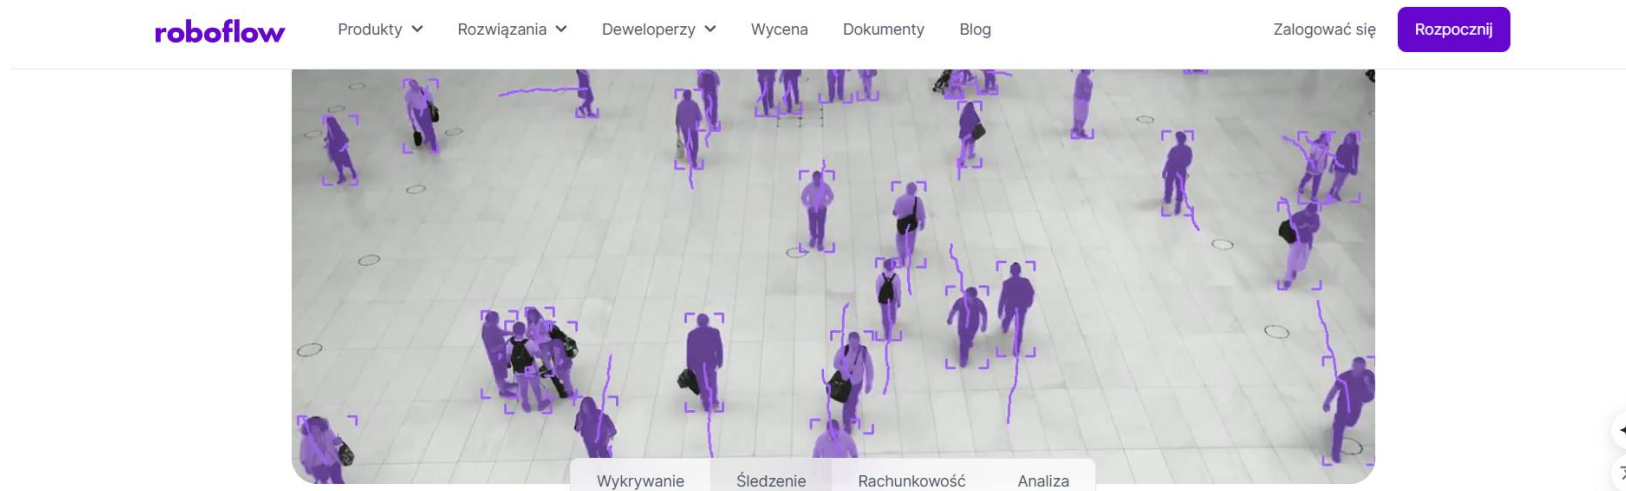 roboflow
Produkty Rozwiązania Deweloperzy Wycena Dokumenty Blog Zalogować się Rozpocznij
Wykrywanie Śledzenie Rachunkowość Analiza